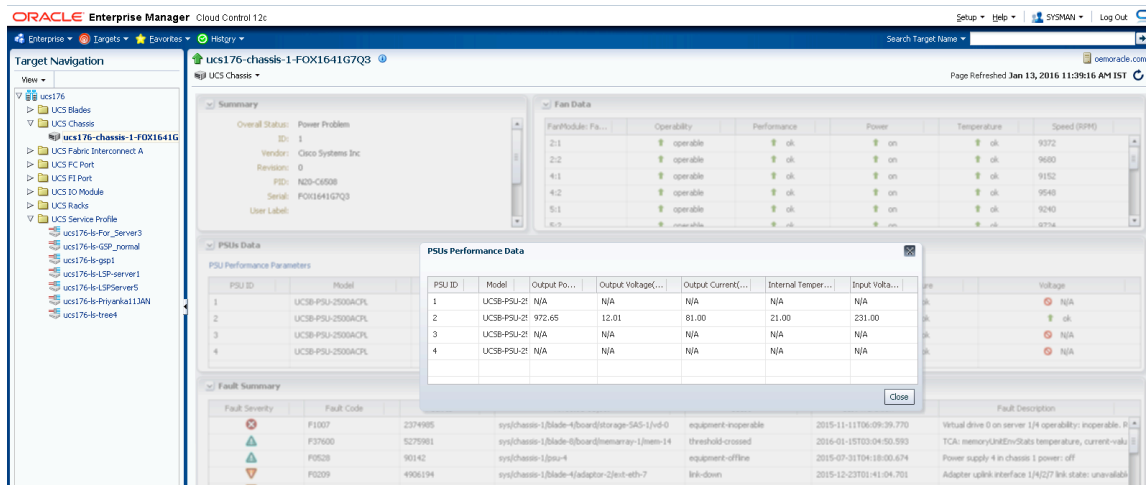 ORACLE Enterprise Manager Cloud Control 12c
Setup Help SYSMAN Log Out
Enterprise Targets Favorites History Search Target Name
Target Navigation
View
ucs176
UCS Blades
UCS Chassis
ucs176-chassis-1-FOX1641G
UCS Fabric Interconnect A
UCS FC Port
UCS FI Port
UCS IO Module
UCS Racks
UCS Service Profile
ucs176-ls-For_Server3
ucs176-ls-GSP_normal
ucs176-ls-gsp1
ucs176-ls-LSP-server1
ucs176-ls-LSPServer5
ucs176-ls-Priyanka11JAN
ucs176-ls-tree4
ucs176-chassis-1-FOX1641G7Q3
oemoracle.com
UCS Chassis
Page Refreshed Jan 13, 2016 11:39:16 AM IST
Summary
Overall Status: Power Problem
ID: 1
Vendor: Cisco Systems Inc
Revision: 0
PID: N20-C6508
Serial: FOX1641G7Q3
User Label:
Fan Data
FanModule: Fa... Operability Performance Power Temperature Speed (RPM)
2:1 operable ok on ok 9372
2:2 operable ok on ok 9680
4:1 operable ok on ok 9152
4:2 operable ok on ok 9548
5:1 operable ok on ok 9240
5:2 operable ok on ok 9724
PSUs Data
PSU Performance Parameters
PSU ID Model Voltage
1 UCSB-PSU-2500ACPL N/A
2 UCSB-PSU-2500ACPL ok
3 UCSB-PSU-2500ACPL N/A
4 UCSB-PSU-2500ACPL N/A
PSUs Performance Data
PSU ID Model Output Po... Output Voltage(... Output Current(... Internal Temper... Input Volta...
1 UCSB-PSU-25 N/A N/A N/A N/A N/A
2 UCSB-PSU-25 972.65 12.01 81.00 21.00 231.00
3 UCSB-PSU-25 N/A N/A N/A N/A N/A
4 UCSB-PSU-25 N/A N/A N/A N/A N/A
Close
Fault Summary
Fault Severity Fault Code Fault Description
F1007 2374985 sys/chassis-1/blade-4/board/storage-SAS-1/vd-0 equipment-inoperable 2015-11-11T06:09:39.770 Virtual drive 0 on server 1/4 operability: inoperable. R
F37600 5275981 sys/chassis-1/blade-8/board/memarray-1/mem-14 threshold-crossed 2016-01-15T03:04:50.593 TCA: memoryUnitEnvStats temperature, current-valu
F0528 90142 sys/chassis-1/psu-4 equipment-offline 2015-07-31T04:18:00.674 Power supply 4 in chassis 1 power: off
F0209 4906194 sys/chassis-1/blade-4/adaptor-2/ext-eth-7 link-down 2015-12-23T01:41:04.701 Adapter uplink interface 1/4/2/7 link state: unavailabl